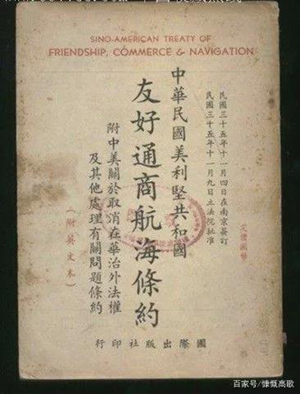 SINO-AMERICAN TREATY OF
FRIENDSHIP, COMMERCE & NAVIGATION
民國三十五年十一月四日在南京簽訂
民國三十五年十一月九日立法院批准
中華民國美利堅共和國
友好通商航海條約
附中美關於取消在華治外法權
及其他處理有關問題條約
(附英文本)
國際出版社印行
百家号/慷慨高歌